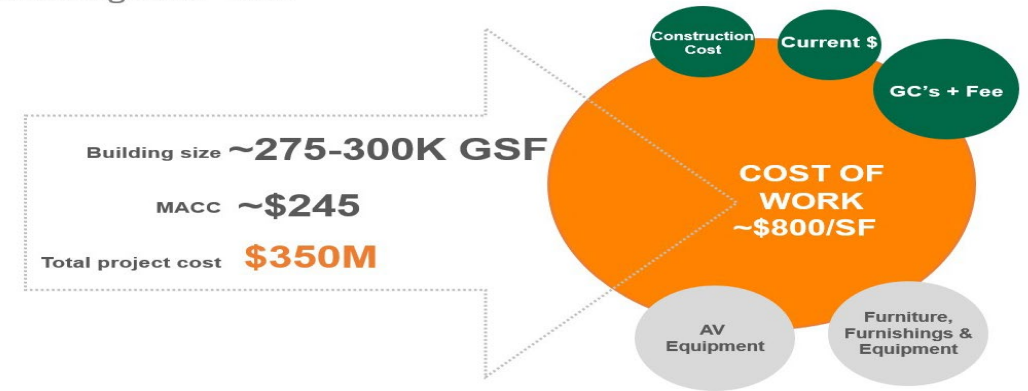 Building size ~275-300K GSF
MACC ~$245
Total project cost $350M
Construction
Cost
Current $
GC's + Fee
COST OF
WORK
~$800/SF
AV
Equipment
Furniture,
Furnishings &
Equipment